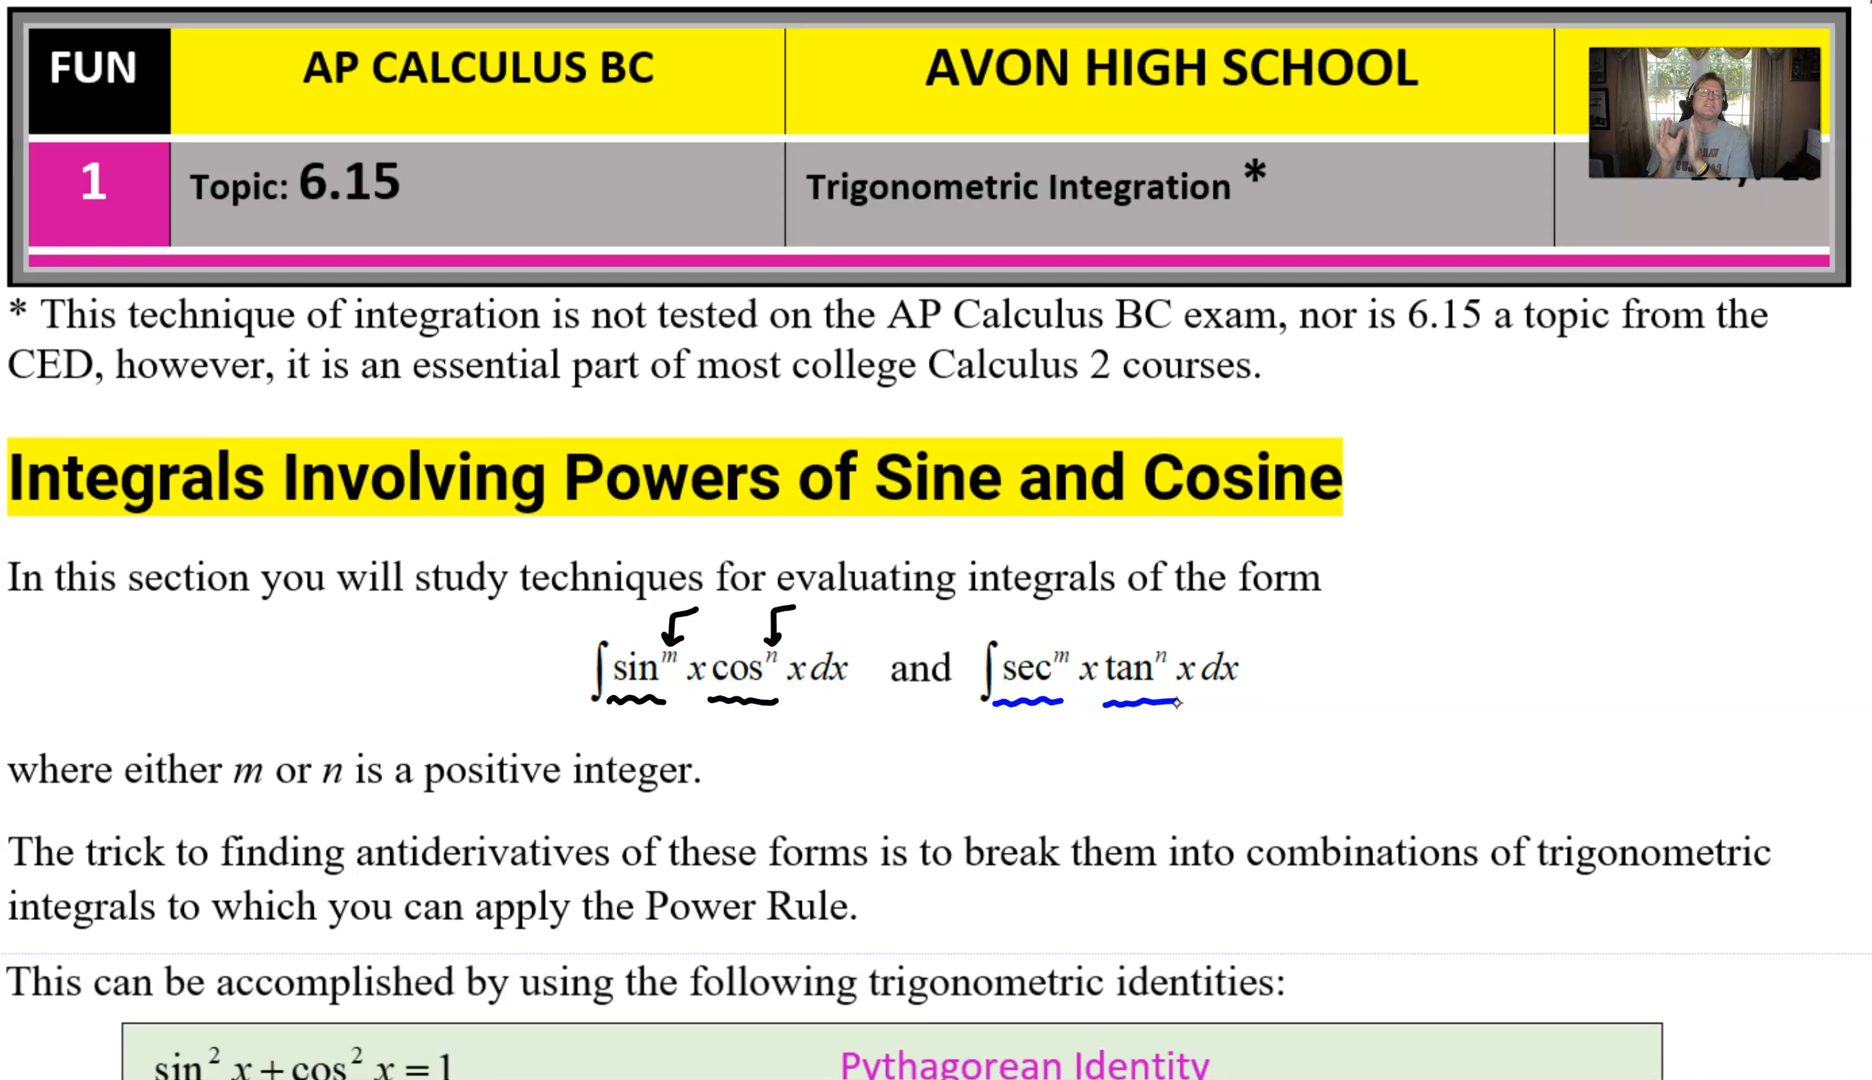 FUN AP CALCULUS BC AVON HIGH SCHOOL
1 Topic: 6.15 Trigonometric Integration *
* This technique of integration is not tested on the AP Calculus BC exam, nor is 6.15 a topic from the
CED, however, it is an essential part of most college Calculus 2 courses.
Integrals Involving Powers of Sine and Cosine
In this section you will study techniques for evaluating integrals of the form
∫ sin^m x cos^n x dx and ∫ sec^m x tan^n x dx
where either m or n is a positive integer.
The trick to finding antiderivatives of these forms is to break them into combinations of trigonometric
integrals to which you can apply the Power Rule.
This can be accomplished by using the following trigonometric identities:
sin² x + cos² x = 1 Pythagorean Identity